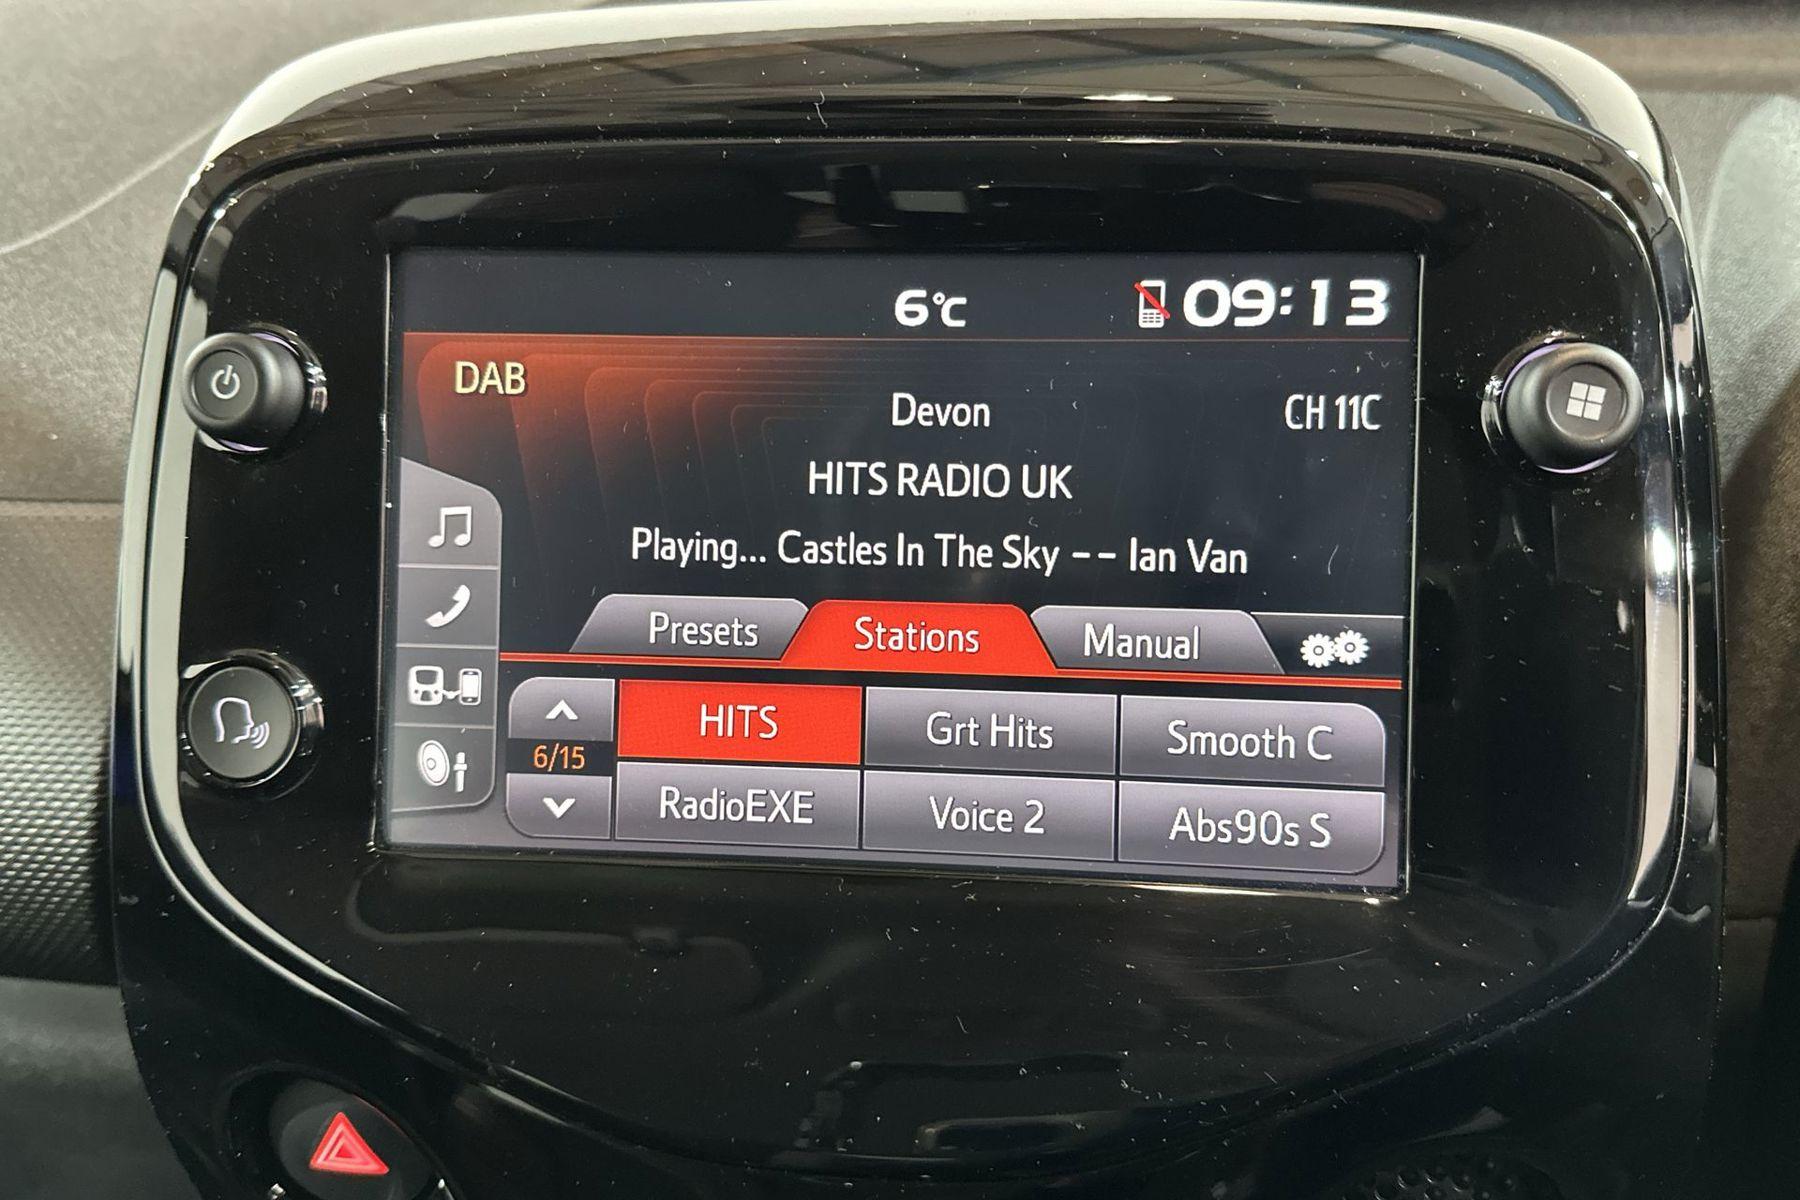 6°C 09:13
DAB
Devon CH 11C
HITS RADIO UK
Playing... Castles In The Sky -- Ian Van
Presets Stations Manual
HITS Grt Hits Smooth C
6/15
RadioEXE Voice 2 Abs90s S